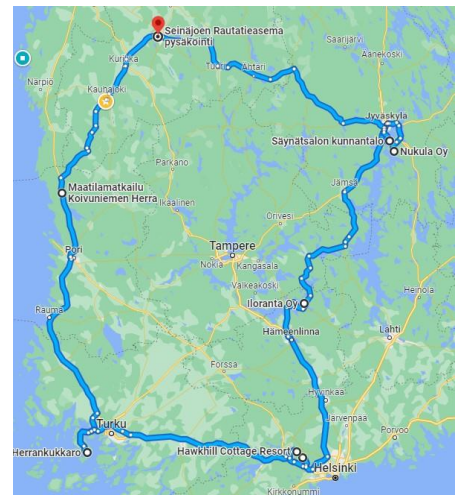 Seinäjoen Rautatieasema
pysäköinti
Saarijärvi
Äänekoski
Närpiö
Kurikka
Kauhajoki
Ähtäri
Jyväskylä
Säynätsalon kunnantalo
Nukula Oy
Maatilamatkailu
Koivuniemen Herra
Parkano
Ikaalinen
Jämsä
Orivesi
Pori
Tampere
Nokia
Kangasala
Valkeakoski
Heinola
Rauma
Iloranta Oy
Hämeenlinna
Lahti
Forssa
Hyvinkää
Järvenpää
Porvoo
Turku
Herrankukkaro
Hawkhill Cottage Resort
Helsinki
Kirkkonummi